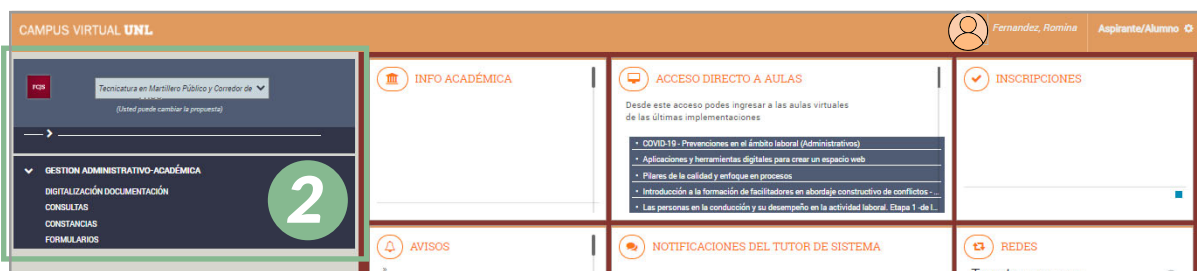 CAMPUS VIRTUAL UNL
Fernandez, Romina
Aspirante/Alumno
FCJS
Tecnicatura en Martillero Público y Corredor de
(Usted puede cambiar la propuesta)
GESTION ADMINISTRATIVO-ACADÉMICA
DIGITALIZACIÓN DOCUMENTACIÓN
CONSULTAS
CONSTANCIAS
FORMULARIOS
2
INFO ACADÉMICA
ACCESO DIRECTO A AULAS
Desde este acceso podes ingresar a las aulas virtuales
de las últimas implementaciones
• COVID-19 - Prevenciones en el ámbito laboral (Administrativos)
• Aplicaciones y herramientas digitales para crear un espacio web
• Pilares de la calidad y enfoque en procesos
• Introducción a la formación de facilitadores en abordaje constructivo de conflictos -...
• Las personas en la conducción y su desempeño en la actividad laboral. Etapa 1 -de l...
INSCRIPCIONES
AVISOS
NOTIFICACIONES DEL TUTOR DE SISTEMA
REDES